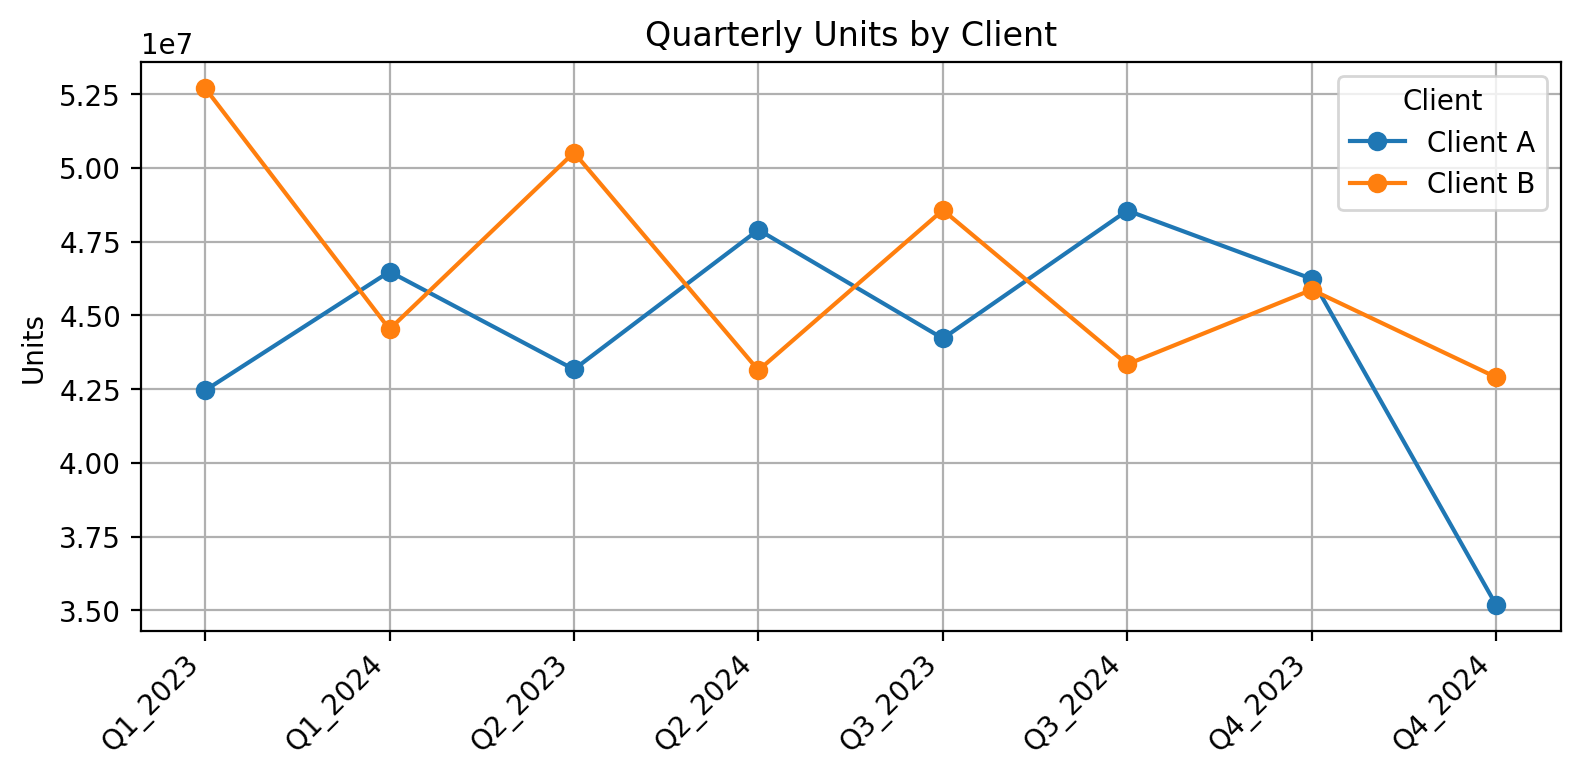 Quarterly Units by Client
1e7
5.25
5.00
4.75
4.50
4.25
4.00
3.75
3.50
Units
Client
Client A
Client B
Q1_2023
Q1_2024
Q2_2023
Q2_2024
Q3_2023
Q3_2024
Q4_2023
Q4_2024